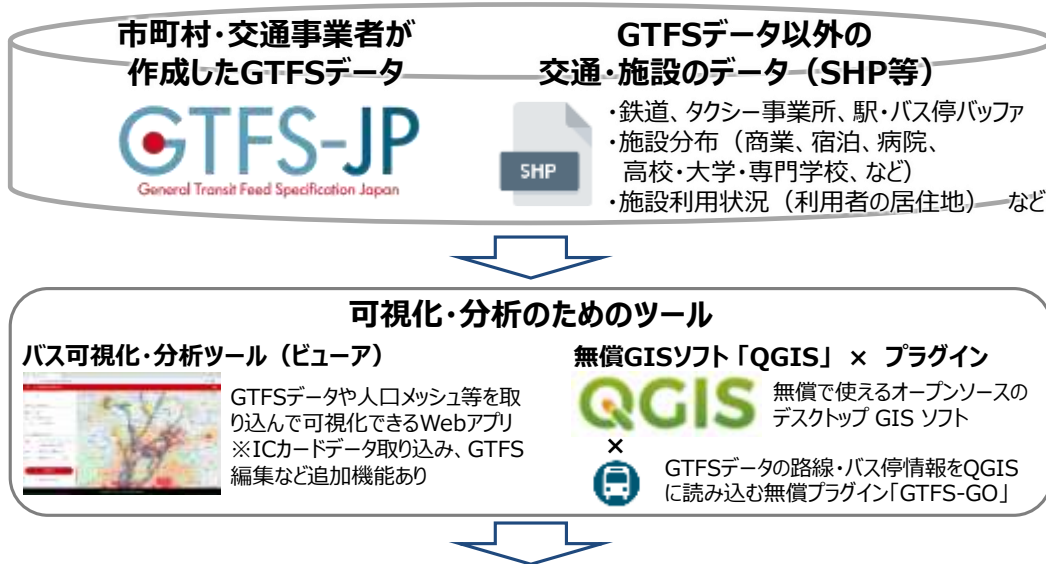 市町村・交通事業者が
作成したGTFSデータ
GTFS-JP
General Transit Feed Specification Japan
GTFSデータ以外の
交通・施設のデータ（SHP等）
SHP
・鉄道、タクシー事業所、駅・バス停バッファ
・施設分布（商業、宿泊、病院、
高校・大学・専門学校、など）
・施設利用状況（利用者の居住地）　など
可視化・分析のためのツール
バス可視化・分析ツール（ビューア）
GTFSデータや人口メッシュ等を取
り込んで可視化できるWebアプリ
※ICカードデータ取り込み、GTFS
編集など追加機能あり
無償GISソフト「QGIS」 × プラグイン
QGIS
無償で使えるオープンソースの
デスクトップ GIS ソフト
×
GTFSデータの路線・バス停情報をQGIS
に読み込む無償プラグイン「GTFS-GO」